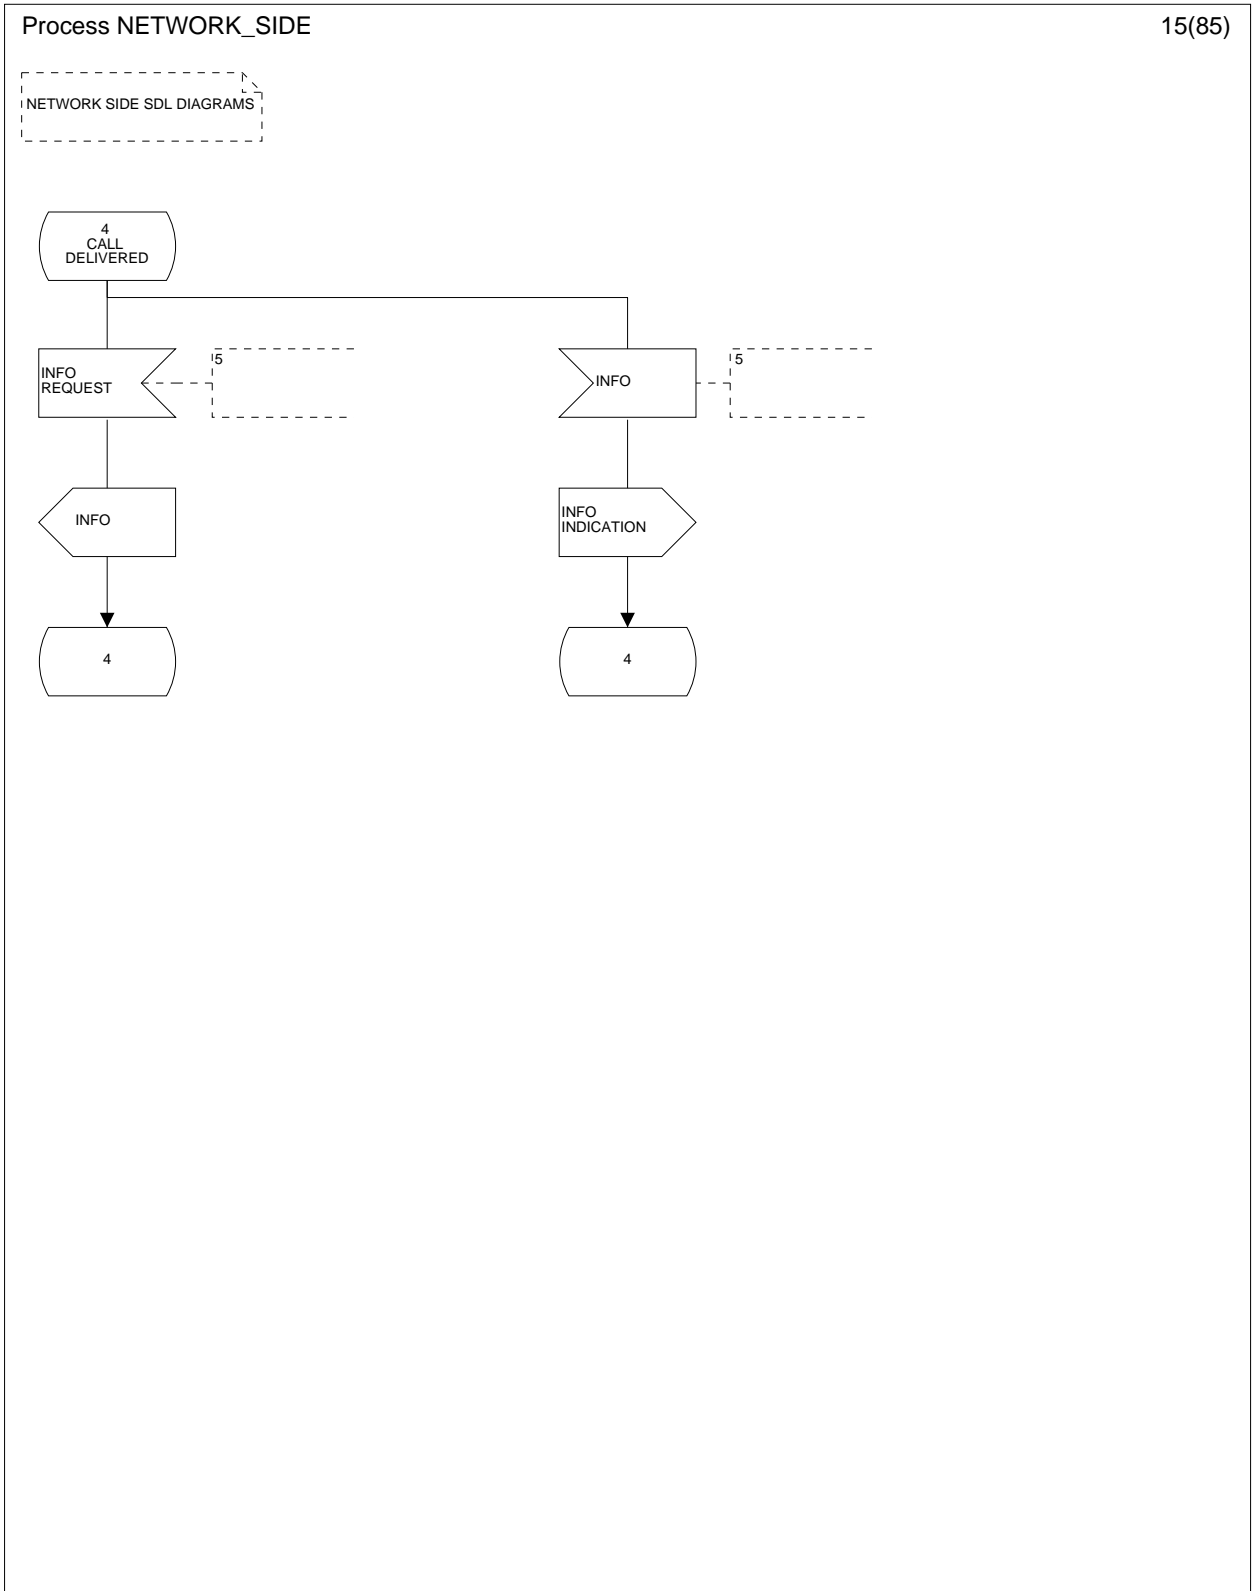 Process NETWORK_SIDE
15(85)
NETWORK SIDE SDL DIAGRAMS
4
CALL
DELIVERED
INFO
REQUEST
5
INFO
5
INFO
INFO
INDICATION
4
4